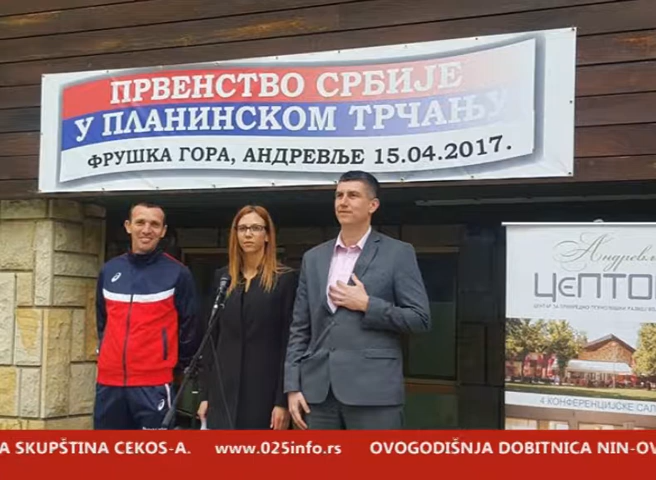 ПРВЕНСТВО СРБИЈЕ
У ПЛАНИНСКОМ ТРЧАЊУ
ФРУШКА ГОРА, АНДРЕВЉЕ 15.04.2017.
Андревље
ЦЕПТОР
4 КОНФЕРЕНЦИЈСКЕ САЛ
A SKUPŠTINA CEKOS-A. www.025info.rs OVOGODIŠNJA DOBITNICA NIN-OV